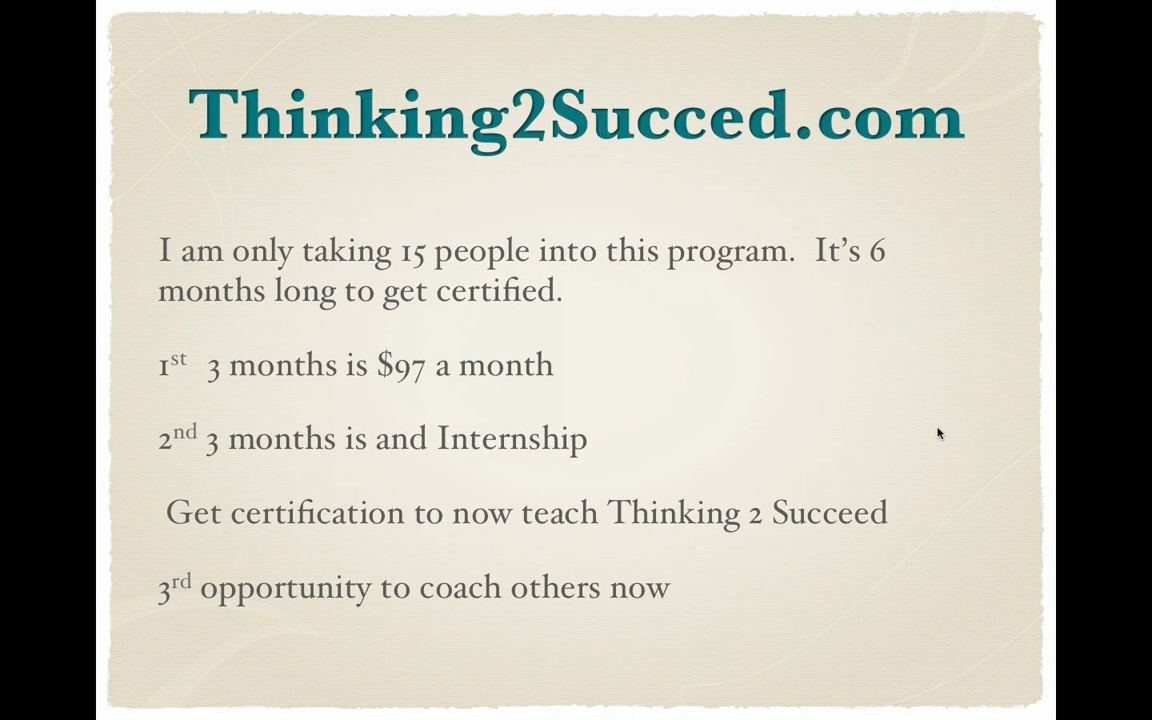 Thinking2Succed.com
I am only taking 15 people into this program. It's 6
months long to get certified.
1st 3 months is $97 a month
2nd 3 months is and Internship
Get certification to now teach Thinking 2 Succeed
3rd opportunity to coach others now